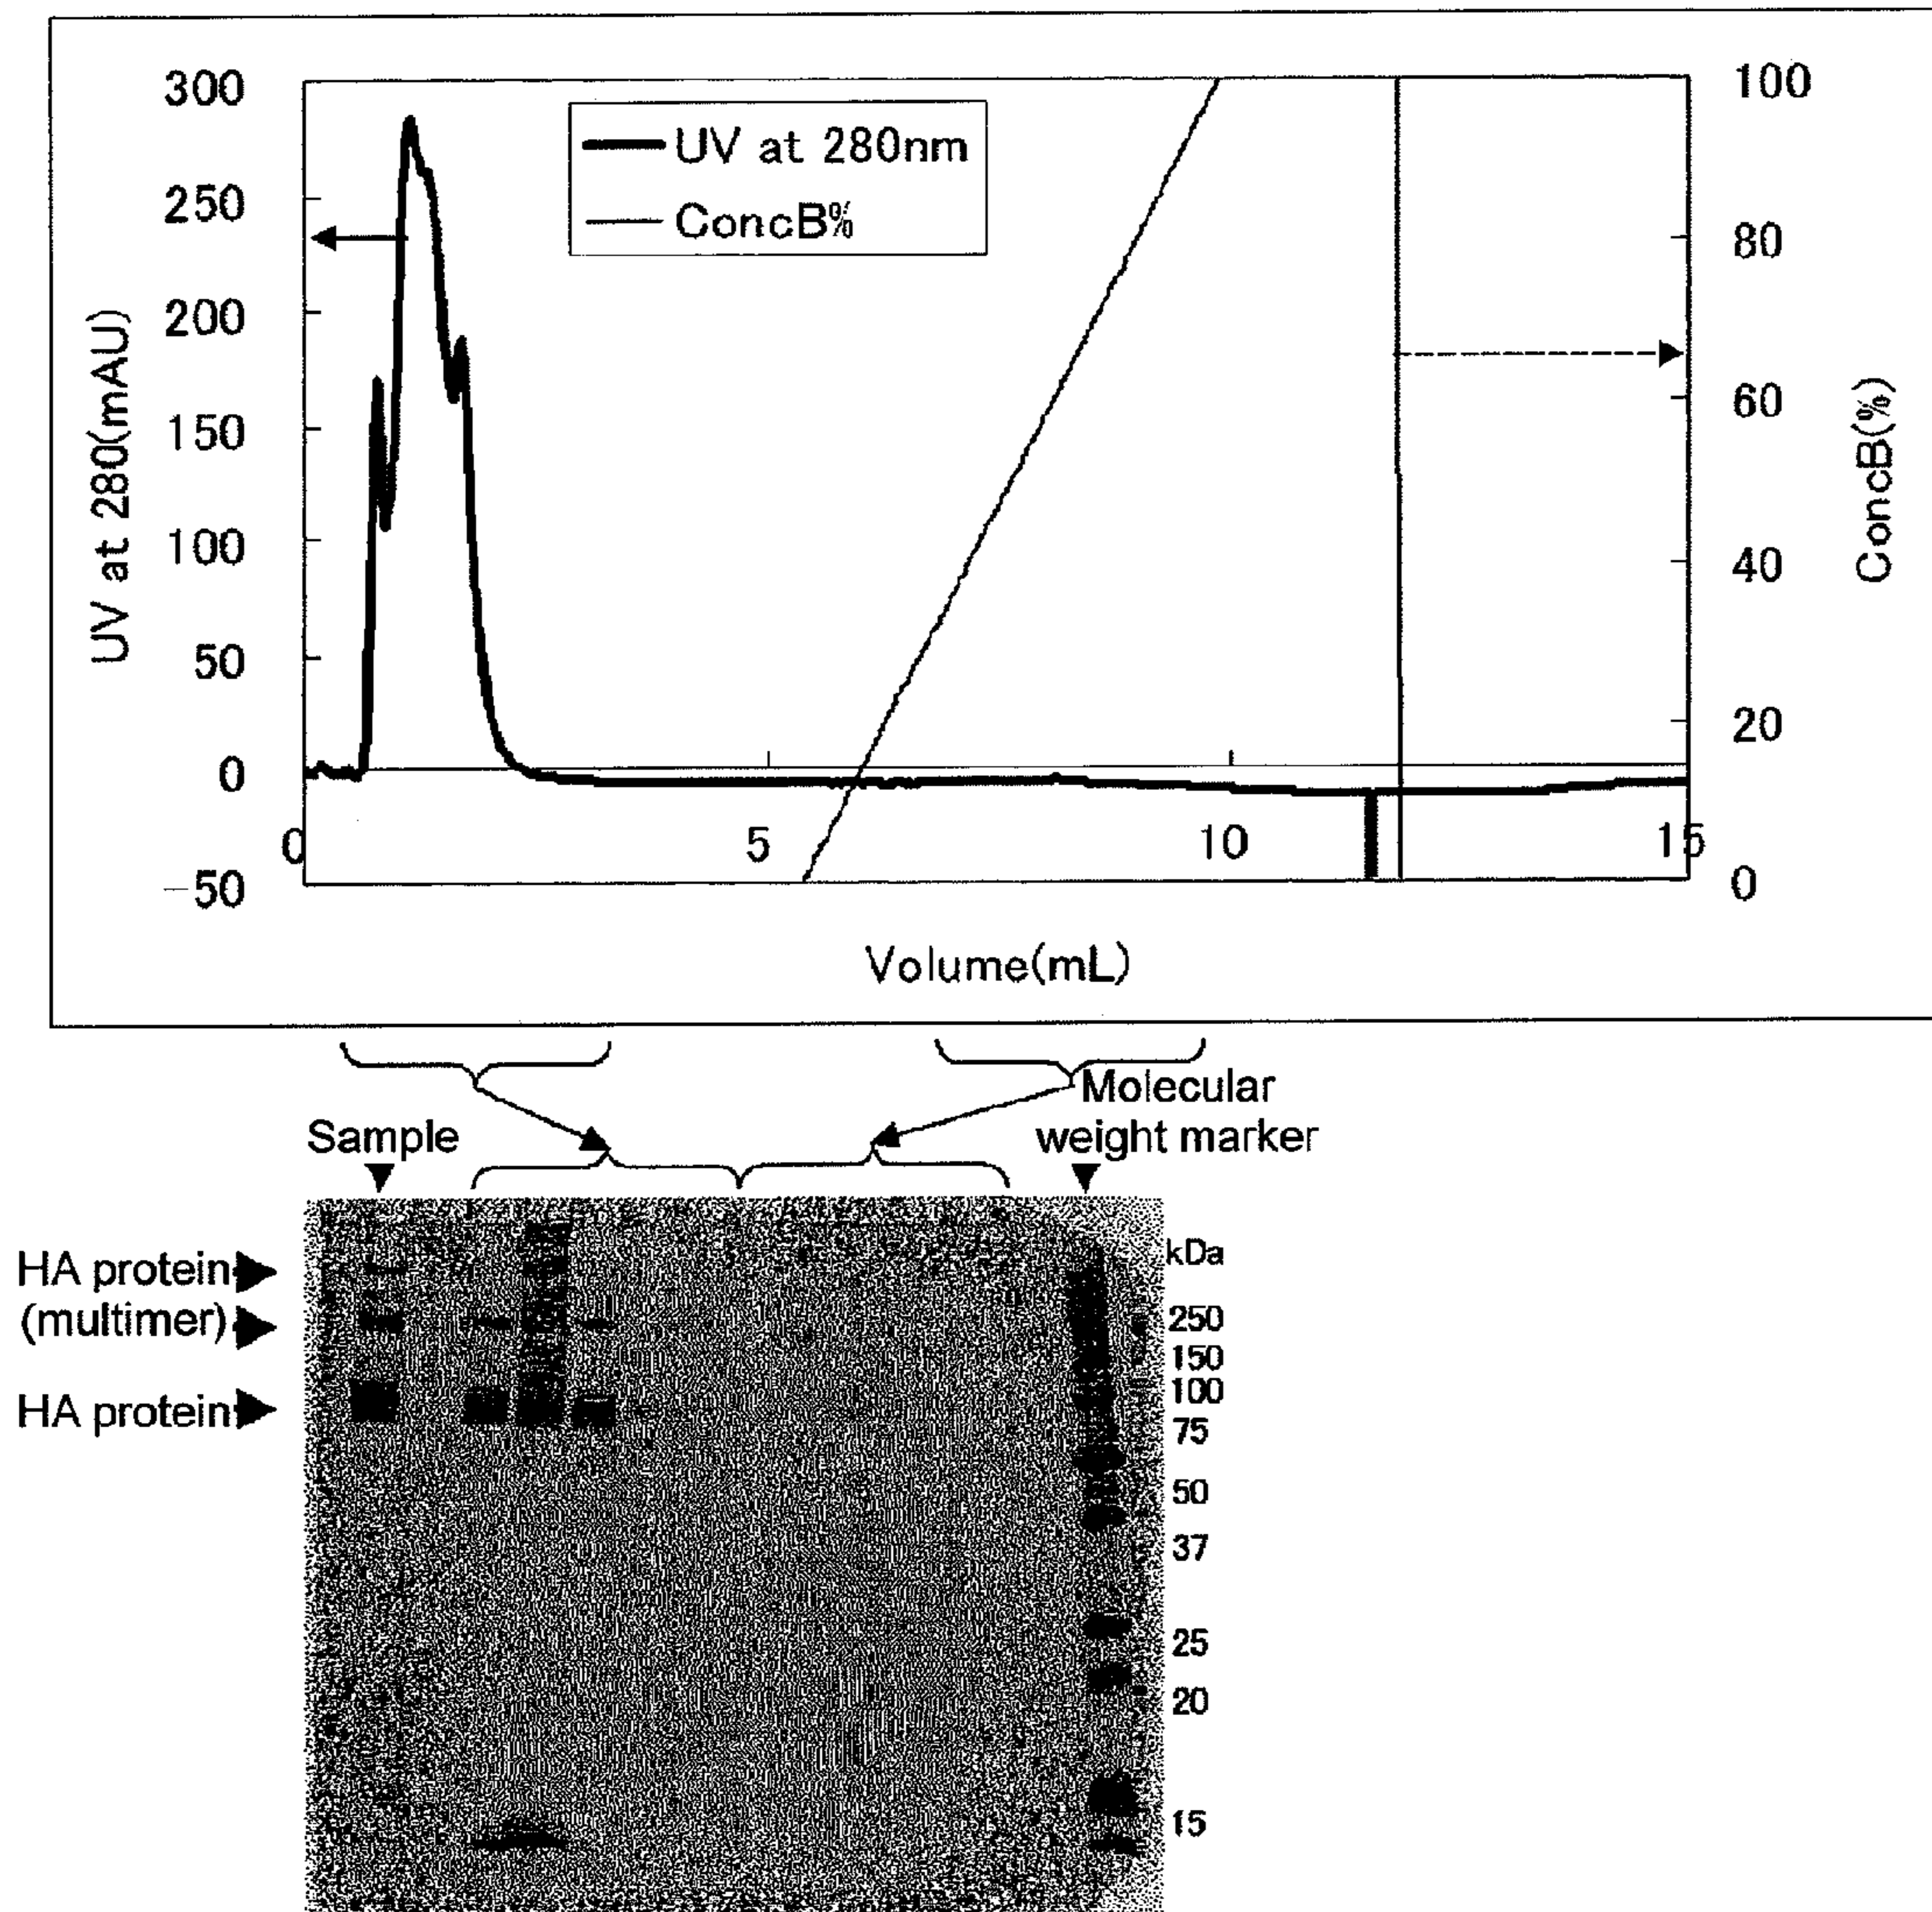 300
250
200
150
100
50
0
-50
UV at 280(mAU)
UV at 280nm
ConcB%
100
80
60
40
20
0
ConcB(%)
0
5
10
15
Volume(mL)
Sample
Molecular
weight marker
HA protein
(multimer)
HA protein
kDa
250
150
100
75
50
37
25
20
15